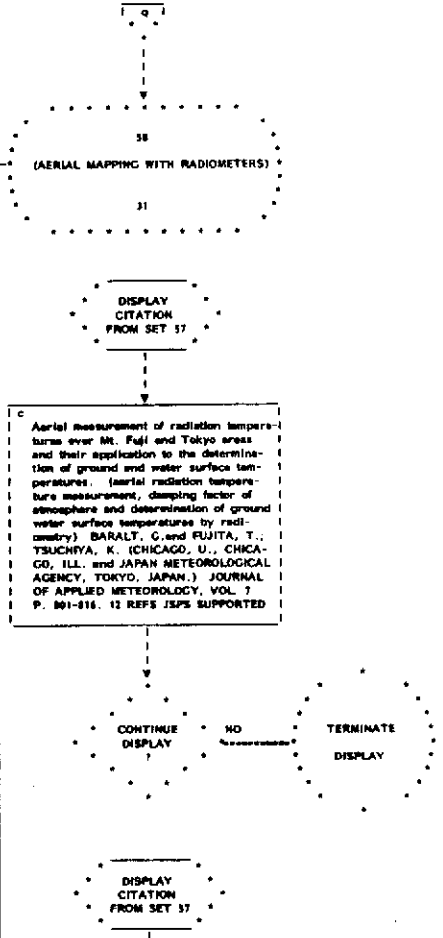 Q
58
(AERIAL MAPPING WITH RADIOMETERS)
31
DISPLAY
CITATION
FROM SET 57
c
Aerial measurement of radiation tempera-
tures over Mt. Fuji and Tokyo areas
and their application to the determina-
tion of ground and water surface tem-
peratures. (aerial radiation tempera-
ture measurement, damping factor of
atmosphere and determination of ground
water surface temperatures by radi-
ometry) BARALT, G.and FUJITA, T.;
TSUCHIYA, K. (CHICAGO, U., CHICA-
GO, ILL. and JAPAN METEOROLOGICAL
AGENCY, TOKYO, JAPAN.) JOURNAL
OF APPLIED METEOROLOGY, VOL. 7
P. 801-816. 12 REFS JSPS SUPPORTED
CONTINUE
DISPLAY
?
NO
TERMINATE
DISPLAY
DISPLAY
CITATION
FROM SET 57